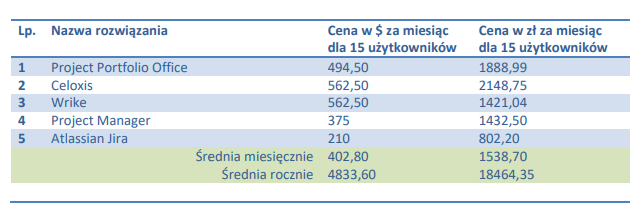 Lp. Nazwa rozwiązania Cena w $ za miesiąc Cena w zł za miesiąc
dla 15 użytkowników dla 15 użytkowników
1 Project Portfolio Office 494,50 1888,99
2 Celoxis 562,50 2148,75
3 Wrike 562,50 1421,04
4 Project Manager 375 1432,50
5 Atlassian Jira 210 802,20
Średnia miesięcznie 402,80 1538,70
Średnia rocznie 4833,60 18464,35